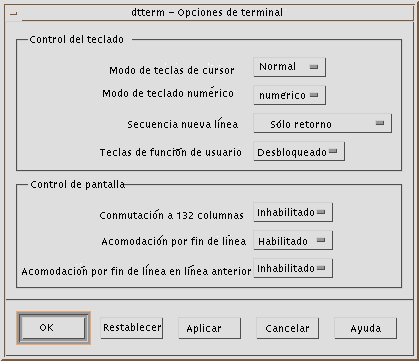 dtterm – Opciones de terminal
Control del teclado
Modo de teclas de cursor Normal
Modo de teclado numérico numérico
Secuencia nueva línea Sólo retorno
Teclas de función de usuario Desbloqueado
Control de pantalla
Conmutación a 132 columnas Inhabilitado
Acomodación por fin de línea Habilitado
Acomodación por fin de línea en línea anterior Inhabilitado
OK Restablecer Aplicar Cancelar Ayuda